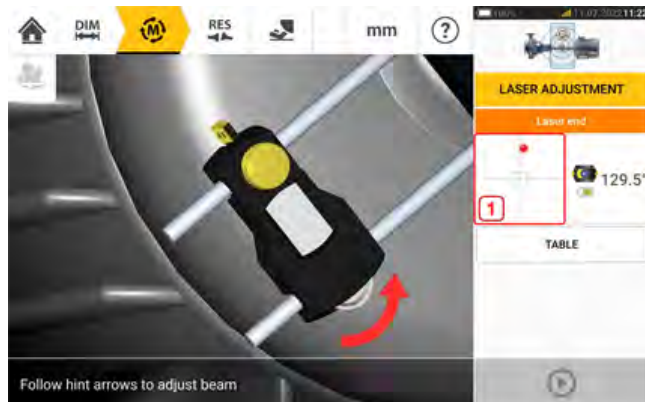 DIM
M
RES
mm
?
100%
11.07.2022 11:22
LASER ADJUSTMENT
Laser end
129.5°
1
TABLE
Follow hint arrows to adjust beam